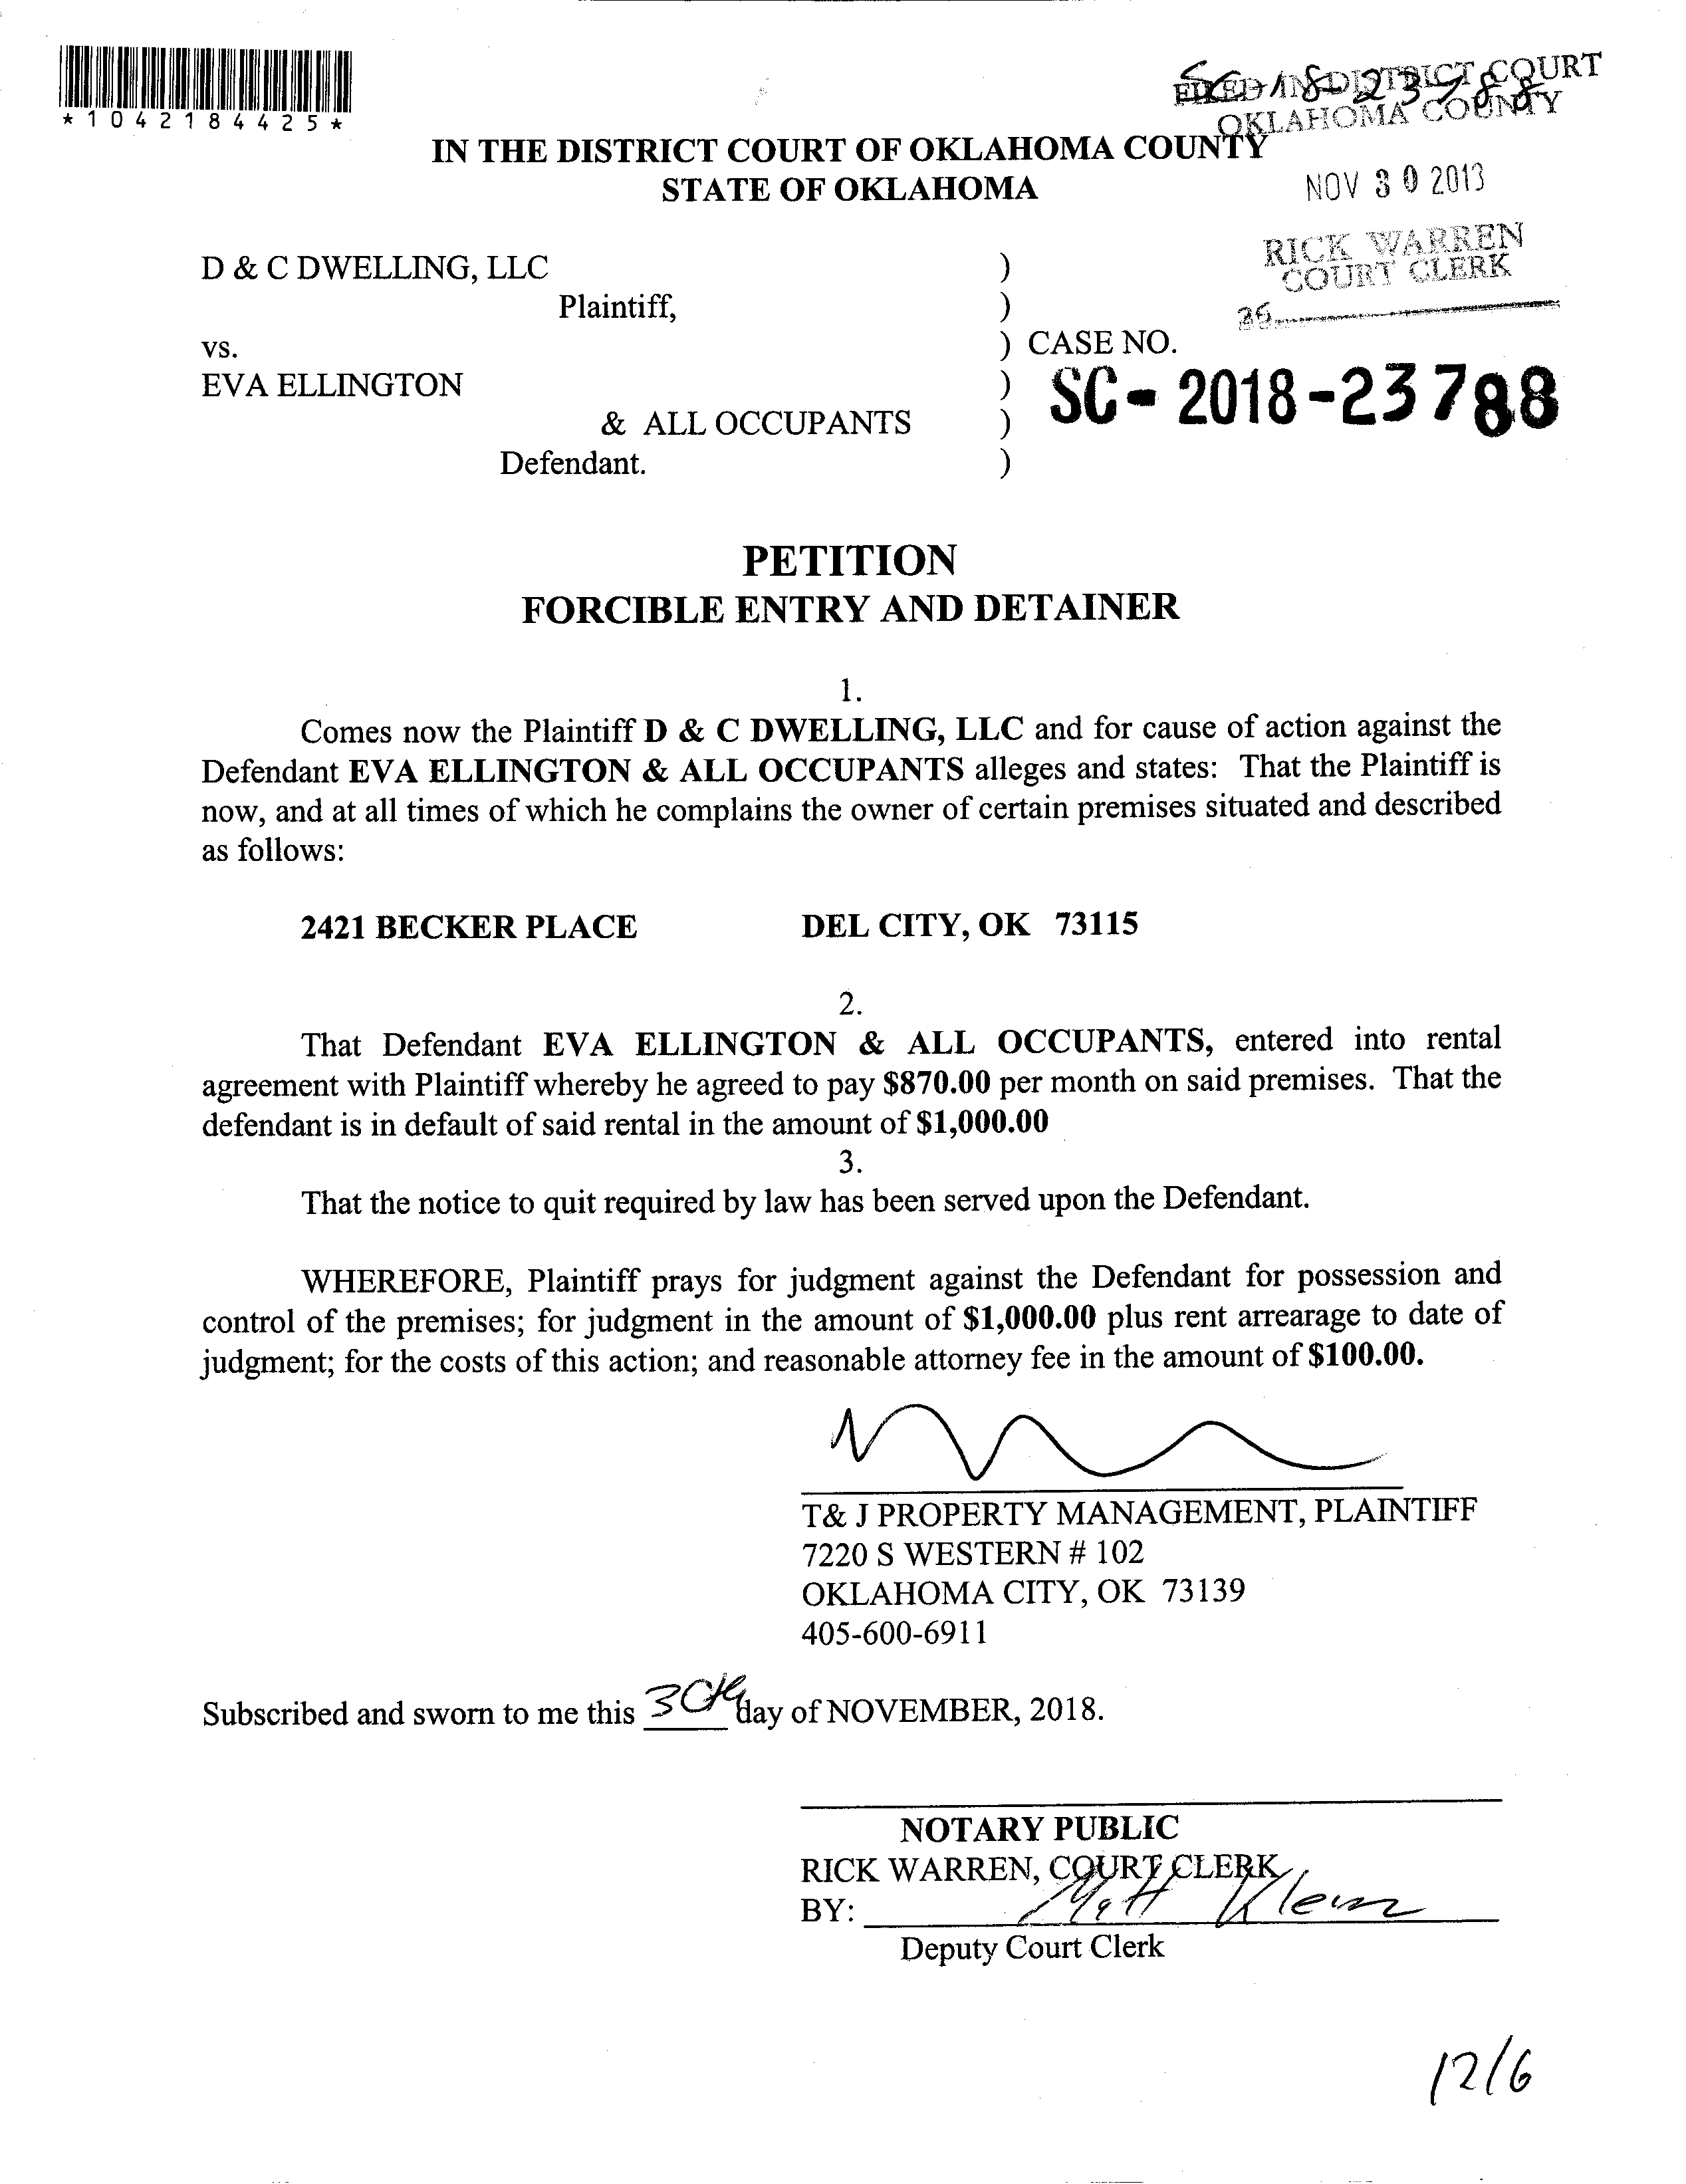 *1042184425*
SC 18-23788
FILED IN DISTRICT COURT
OKLAHOMA COUNTY
IN THE DISTRICT COURT OF OKLAHOMA COUNTY
STATE OF OKLAHOMA
NOV 30 2018
RICK WARREN
COURT CLERK
36
D & C DWELLING, LLC )
Plaintiff, )
vs. ) CASE NO.
EVA ELLINGTON ) SC-2018-23788
& ALL OCCUPANTS )
Defendant. )
PETITION
FORCIBLE ENTRY AND DETAINER
1.
Comes now the Plaintiff D & C DWELLING, LLC and for cause of action against the
Defendant EVA ELLINGTON & ALL OCCUPANTS alleges and states: That the Plaintiff is
now, and at all times of which he complains the owner of certain premises situated and described
as follows:
2421 BECKER PLACE DEL CITY, OK 73115
2.
That Defendant EVA ELLINGTON & ALL OCCUPANTS, entered into rental
agreement with Plaintiff whereby he agreed to pay $870.00 per month on said premises. That the
defendant is in default of said rental in the amount of $1,000.00
3.
That the notice to quit required by law has been served upon the Defendant.
WHEREFORE, Plaintiff prays for judgment against the Defendant for possession and
control of the premises; for judgment in the amount of $1,000.00 plus rent arrearage to date of
judgment; for the costs of this action; and reasonable attorney fee in the amount of $100.00.
T& J PROPERTY MANAGEMENT, PLAINTIFF
7220 S WESTERN # 102
OKLAHOMA CITY, OK 73139
405-600-6911
Subscribed and sworn to me this 30th day of NOVEMBER, 2018.
NOTARY PUBLIC
RICK WARREN, COURT CLERK
BY: Matt Klein
Deputy Court Clerk
12/6